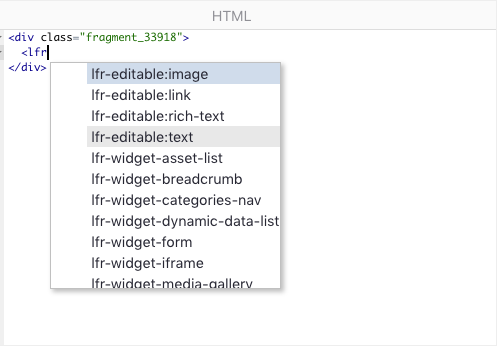 HTML
<div class="fragment_33918">
<lfr
</div>
lfr-editable:image
lfr-editable:link
lfr-editable:rich-text
lfr-editable:text
lfr-widget-asset-list
lfr-widget-breadcrumb
lfr-widget-categories-nav
lfr-widget-dynamic-data-list
lfr-widget-form
lfr-widget-iframe
lfr-widget-media-gallery